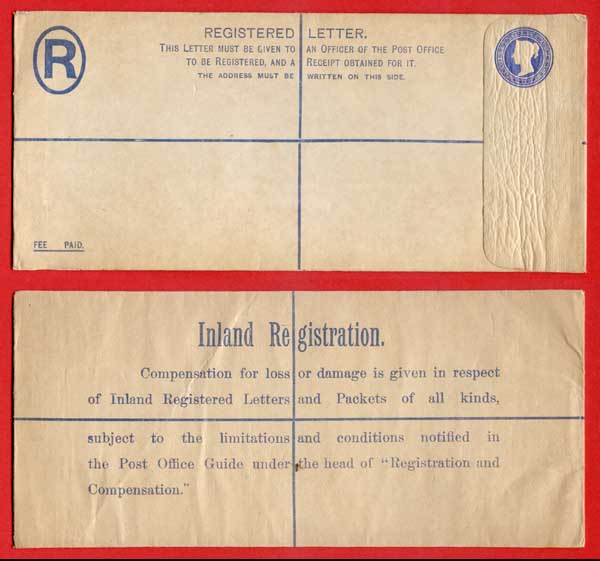 R
REGISTERED LETTER.
THIS LETTER MUST BE GIVEN TO AN OFFICER OF THE POST OFFICE
TO BE REGISTERED, AND A RECEIPT OBTAINED FOR IT.
THE ADDRESS MUST BE WRITTEN ON THIS SIDE.
FEE PAID.
Inland Registration.
Compensation for loss or damage is given in respect
of Inland Registered Letters and Packets of all kinds,
subject to the limitations and conditions notified in
the Post Office Guide under the head of "Registration and
Compensation."